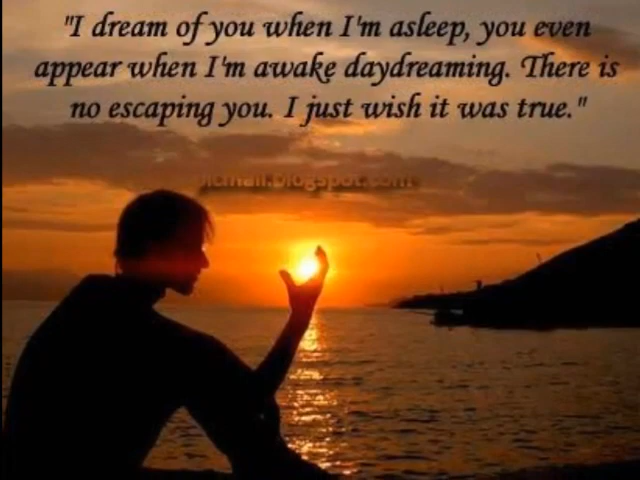 "I dream of you when I'm asleep, you even
appear when I'm awake daydreaming. There is
no escaping you. I just wish it was true."